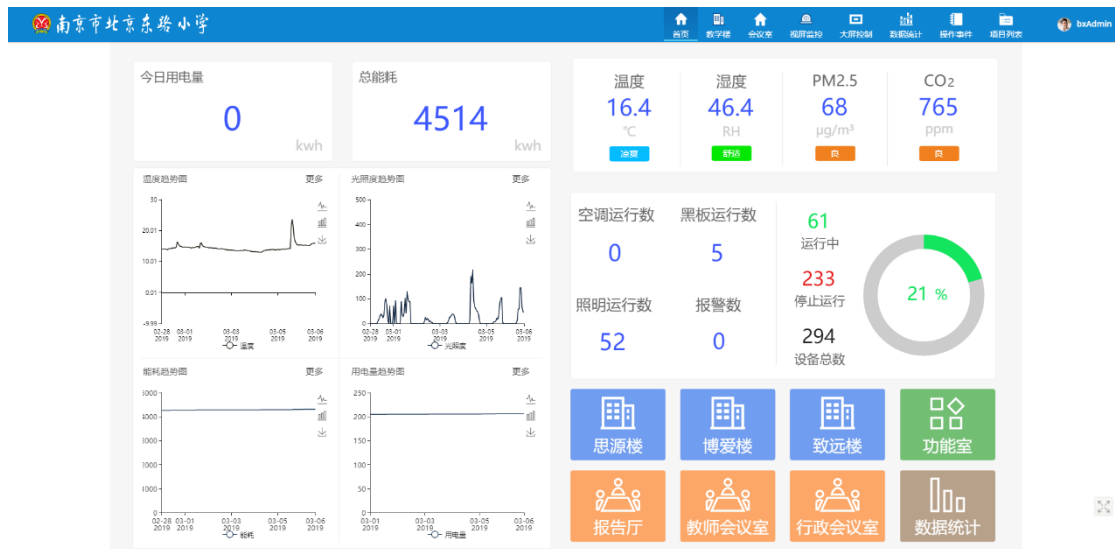 南京市北京东路小学
首页 教学楼 会议室 视屏监控 大屏控制 数据统计 操作事件 项目列表 bxAdmin
今日用电量
0
kwh
总能耗
4514
kwh
温度 湿度 PM2.5 CO2
16.4 46.4 68 765
℃ RH μg/m³ ppm
凉爽 舒适 良 良
温度趋势图 更多
30
20.01
10.01
0.01
-9.99
02-28 2019 03-01 2019 03-03 2019 03-05 2019 03-06 2019
温度
光照度趋势图 更多
500
400
300
200
100
0
02-28 2019 03-01 2019 03-03 2019 03-05 2019 03-06 2019
光照度
空调运行数 黑板运行数
0 5
照明运行数 报警数
52 0
61
运行中
233
停止运行
294
设备总数
21 %
能耗趋势图 更多
5000
4000
3000
2000
1000
0
02-28 2019 03-01 2019 03-03 2019 03-05 2019 03-06 2019
能耗
用电量趋势图 更多
250
200
150
100
50
0
03-01 2019 03-03 2019 03-05 2019 03-06 2019
用电量
思源楼 博爱楼 致远楼 功能室
报告厅 教师会议室 行政会议室 数据统计